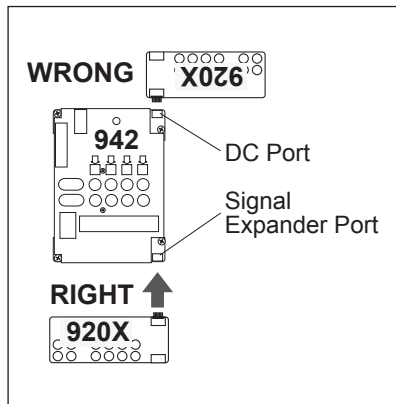 WRONG
920X
942
DC Port
Signal
Expander Port
RIGHT
920X